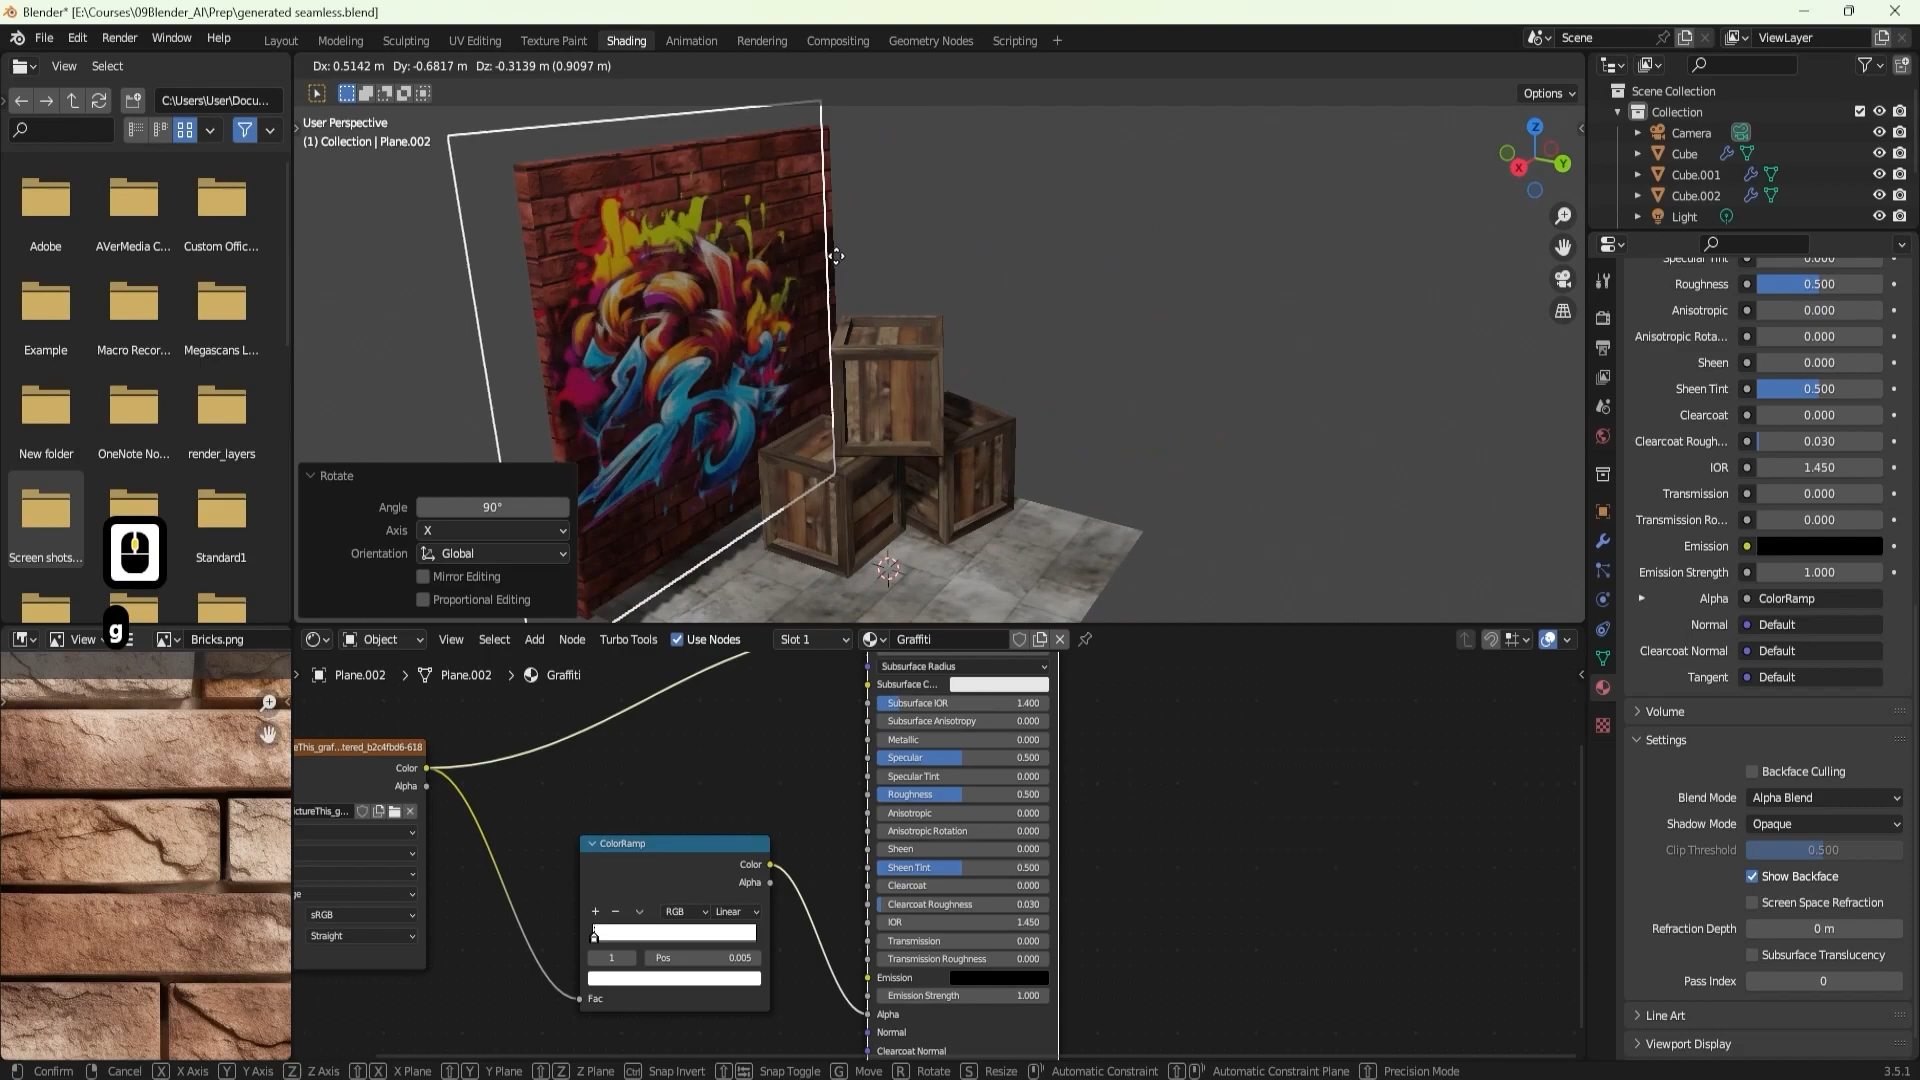 Blender* [E:\Courses\09Blender_AI\Prep\generated seamless.blend]
File Edit Render Window Help
Layout Modeling Sculpting UV Editing Texture Paint Shading Animation Rendering Compositing Geometry Nodes Scripting +
Scene
ViewLayer
View Select
Dx: 0.5142 m Dy: -0.6817 m Dz: -0.3139 m (0.9097 m)
C:\Users\User\Docu...
Options
User Perspective
(1) Collection | Plane.002
Z
Y
X
Scene Collection
Collection
Camera
Cube
Cube.001
Cube.002
Light
Adobe
AVerMedia C...
Custom Offic...
Example
Macro Recor...
Megascans L...
New folder
OneNote No...
render_layers
Screen shots...
Standard1
Rotate
Angle 90°
Axis X
Orientation Global
Mirror Editing
Proportional Editing
Specular Tint 0.000
Roughness 0.500
Anisotropic 0.000
Anisotropic Rota... 0.000
Sheen 0.000
Sheen Tint 0.500
Clearcoat 0.000
Clearcoat Rough... 0.030
IOR 1.450
Transmission 0.000
Transmission Ro... 0.000
Emission
Emission Strength 1.000
Alpha ColorRamp
Normal Default
Clearcoat Normal Default
Tangent Default
Volume
Settings
Backface Culling
Blend Mode Alpha Blend
Shadow Mode Opaque
Clip Threshold 0.500
Show Backface
Screen Space Refraction
Refraction Depth 0 m
Subsurface Translucency
Pass Index 0
Line Art
Viewport Display
View
g
Bricks.png
Object View Select Add Node Turbo Tools Use Nodes Slot 1 Graffiti
Plane.002 > Plane.002 > Graffiti
eThis_graf...tered_b2c4fbd6-618
Color
Alpha
ictureThis_g...
ge
sRGB
Straight
ColorRamp
Color
Alpha
+ − RGB Linear
1 Pos 0.005
Fac
Subsurface Radius
Subsurface C...
Subsurface IOR 1.400
Subsurface Anisotropy 0.000
Metallic 0.000
Specular 0.500
Specular Tint 0.000
Roughness 0.500
Anisotropic 0.000
Anisotropic Rotation 0.000
Sheen 0.000
Sheen Tint 0.500
Clearcoat 0.000
Clearcoat Roughness 0.030
IOR 1.450
Transmission 0.000
Transmission Roughness 0.000
Emission
Emission Strength 1.000
Alpha
Normal
Clearcoat Normal
Confirm Cancel X X Axis Y Y Axis Z Z Axis X X Plane Y Y Plane Z Z Plane Ctrl Snap Invert Snap Toggle G Move R Rotate S Resize Automatic Constraint Automatic Constraint Plane Precision Mode
3.5.1